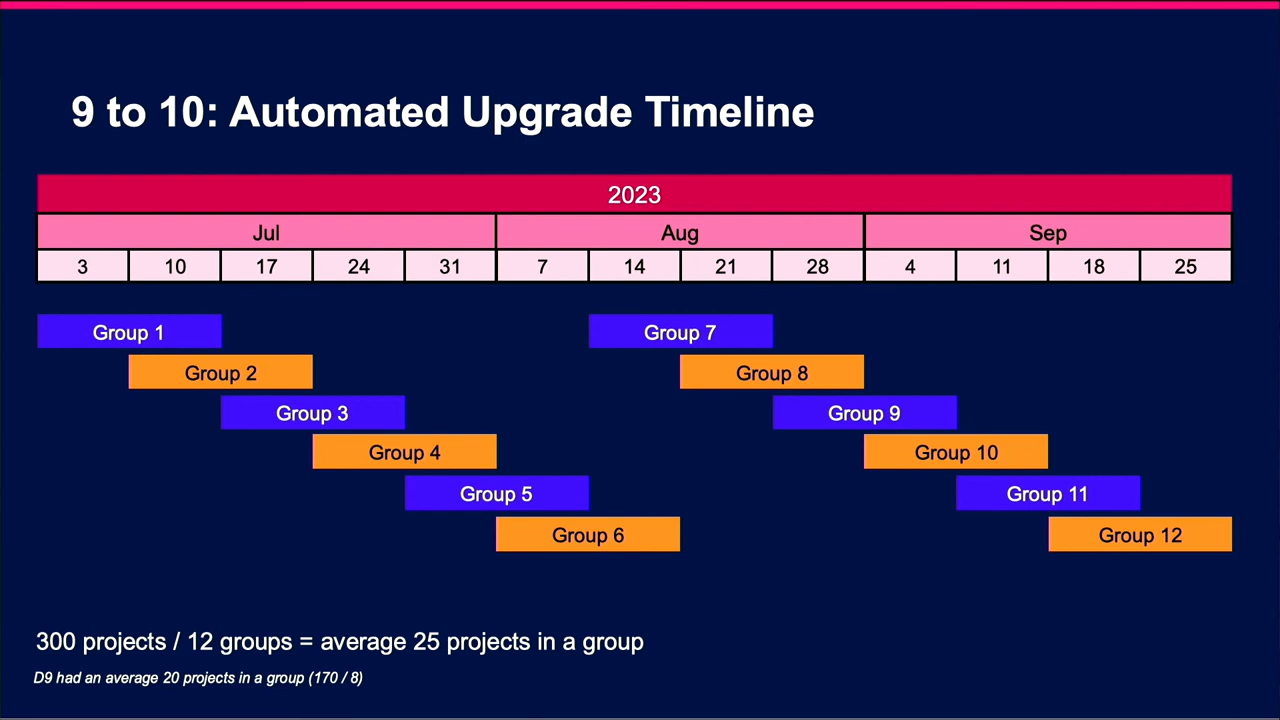 9 to 10: Automated Upgrade Timeline
2023
Jul Aug Sep
3 10 17 24 31 7 14 21 28 4 11 18 25
Group 1 Group 7
Group 2 Group 8
Group 3 Group 9
Group 4 Group 10
Group 5 Group 11
Group 6 Group 12
300 projects / 12 groups = average 25 projects in a group
D9 had an average 20 projects in a group (170 / 8)